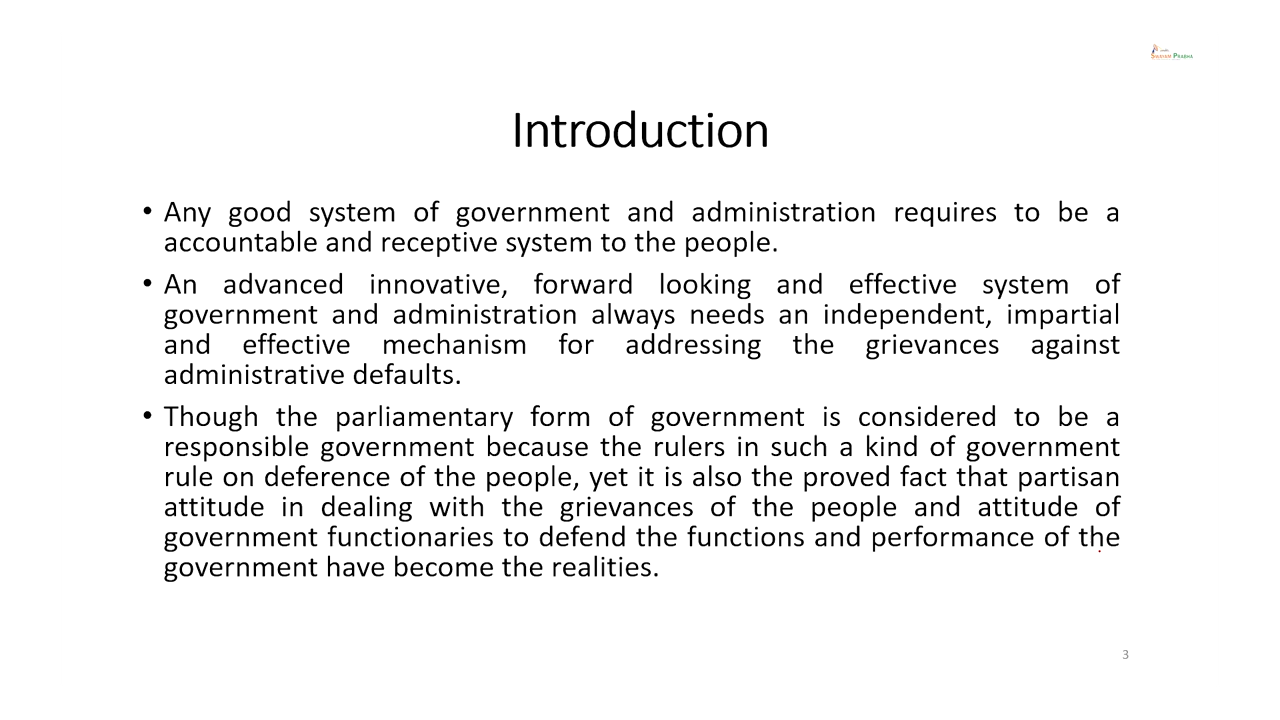 Swayam Prabha
Introduction
• Any good system of government and administration requires to be a
accountable and receptive system to the people.
• An advanced innovative, forward looking and effective system of
government and administration always needs an independent, impartial
and effective mechanism for addressing the grievances against
administrative defaults.
• Though the parliamentary form of government is considered to be a
responsible government because the rulers in such a kind of government
rule on deference of the people, yet it is also the proved fact that partisan
attitude in dealing with the grievances of the people and attitude of
government functionaries to defend the functions and performance of the
government have become the realities.
3